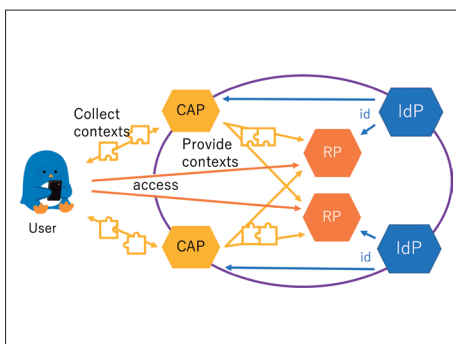 CAP
IdP
Collect
contexts
id
Provide
contexts
RP
access
User
RP
CAP
id
IdP